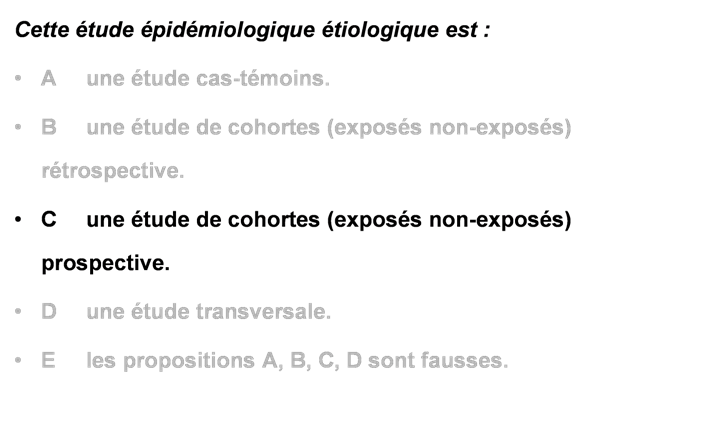 Cette étude épidémiologique étiologique est :
• A une étude cas-témoins.
• B une étude de cohortes (exposés non-exposés)
rétrospective.
• C une étude de cohortes (exposés non-exposés)
prospective.
• D une étude transversale.
• E les propositions A, B, C, D sont fausses.